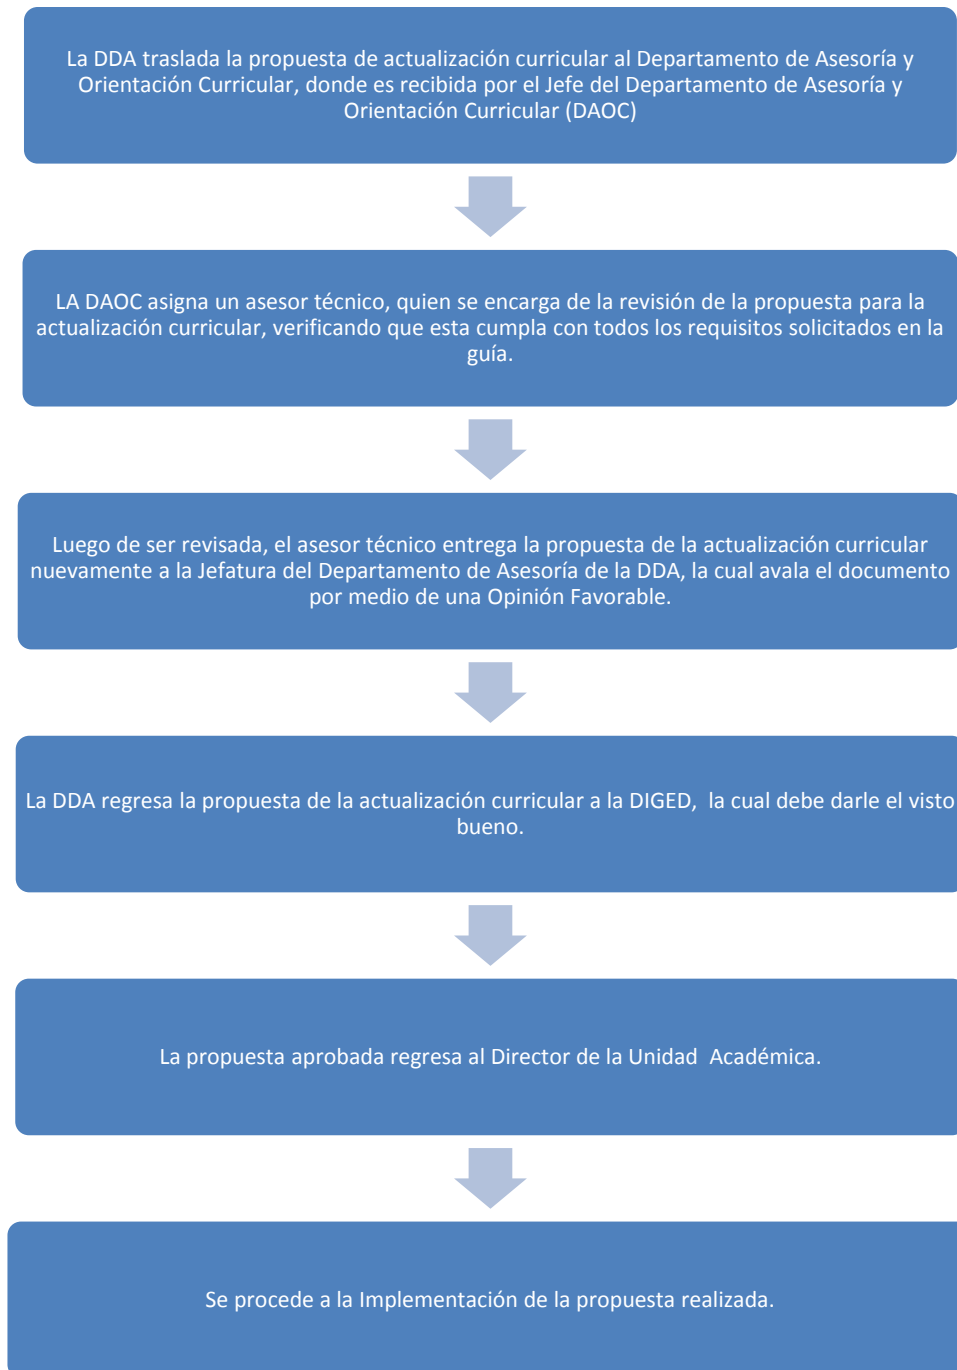 La DDA traslada la propuesta de actualización curricular al Departamento de Asesoría y
Orientación Curricular, donde es recibida por el Jefe del Departamento de Asesoría y
Orientación Curricular (DAOC)
LA DAOC asigna un asesor técnico, quien se encarga de la revisión de la propuesta para la
actualización curricular, verificando que esta cumpla con todos los requisitos solicitados en la
guía.
Luego de ser revisada, el asesor técnico entrega la propuesta de la actualización curricular
nuevamente a la Jefatura del Departamento de Asesoría de la DDA, la cual avala el documento
por medio de una Opinión Favorable.
La DDA regresa la propuesta de la actualización curricular a la DIGED, la cual debe darle el visto
bueno.
La propuesta aprobada regresa al Director de la Unidad Académica.
Se procede a la Implementación de la propuesta realizada.